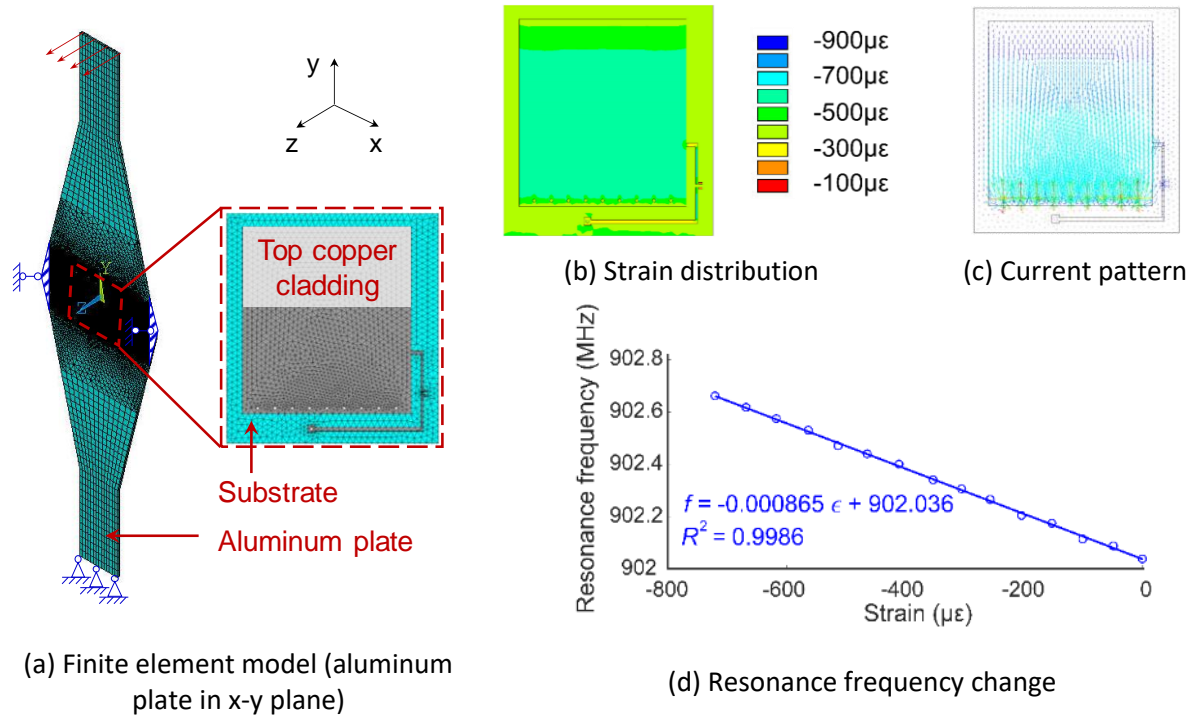 y
z
x
Y
Z
Top copper
cladding
Substrate
Aluminum plate
(a) Finite element model (aluminum
plate in x-y plane)
-900µε
-700µε
-500µε
-300µε
-100µε
(b) Strain distribution
(c) Current pattern
Resonance frequency (MHz)
902.8
902.6
902.4
902.2
902
f = -0.000865 ϵ + 902.036
R² = 0.9986
-800
-600
-400
-200
0
Strain (µε)
(d) Resonance frequency change